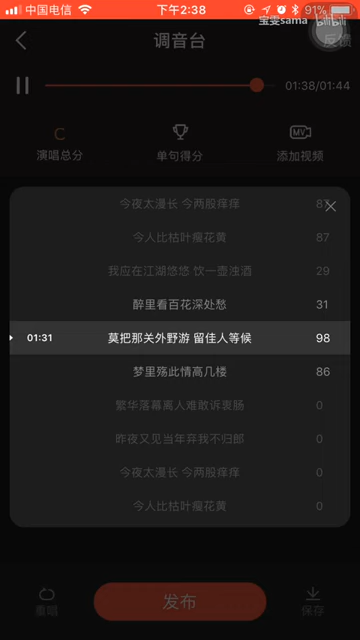 中国电信 下午2:38 91%
宝雯sama bilibili
调音台 反馈
01:38/01:44
C
演唱总分 单句得分 MV 添加视频
今夜太漫长 今两股痒痒 87
今人比枯叶瘦花黄 87
我应在江湖悠悠 饮一壶浊酒 29
醉里看百花深处愁 31
01:31 莫把那关外野游 留佳人等候 98
梦里殇此情高几楼 86
繁华落幕离人难敢诉衷肠 0
昨夜又见当年弃我不归郎 0
今夜太漫长 今两股痒痒 0
今人比枯叶瘦花黄 0
重唱 发布 保存